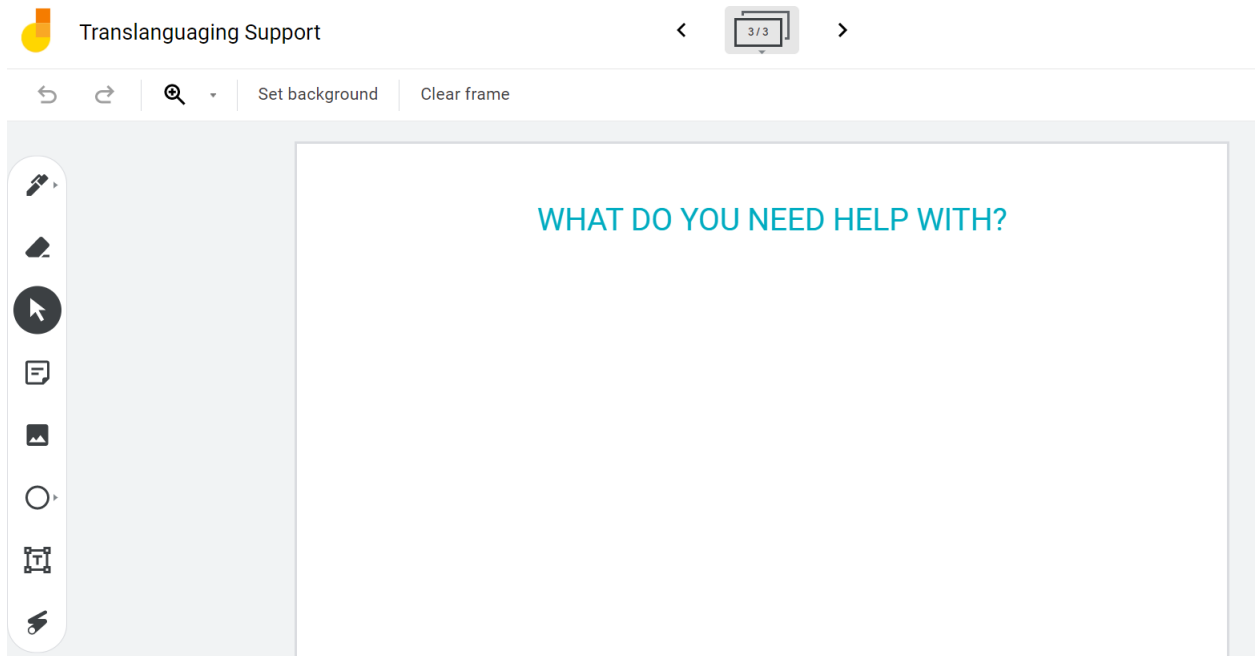 Translanguaging Support
3 / 3
Set background
Clear frame
WHAT DO YOU NEED HELP WITH?
T